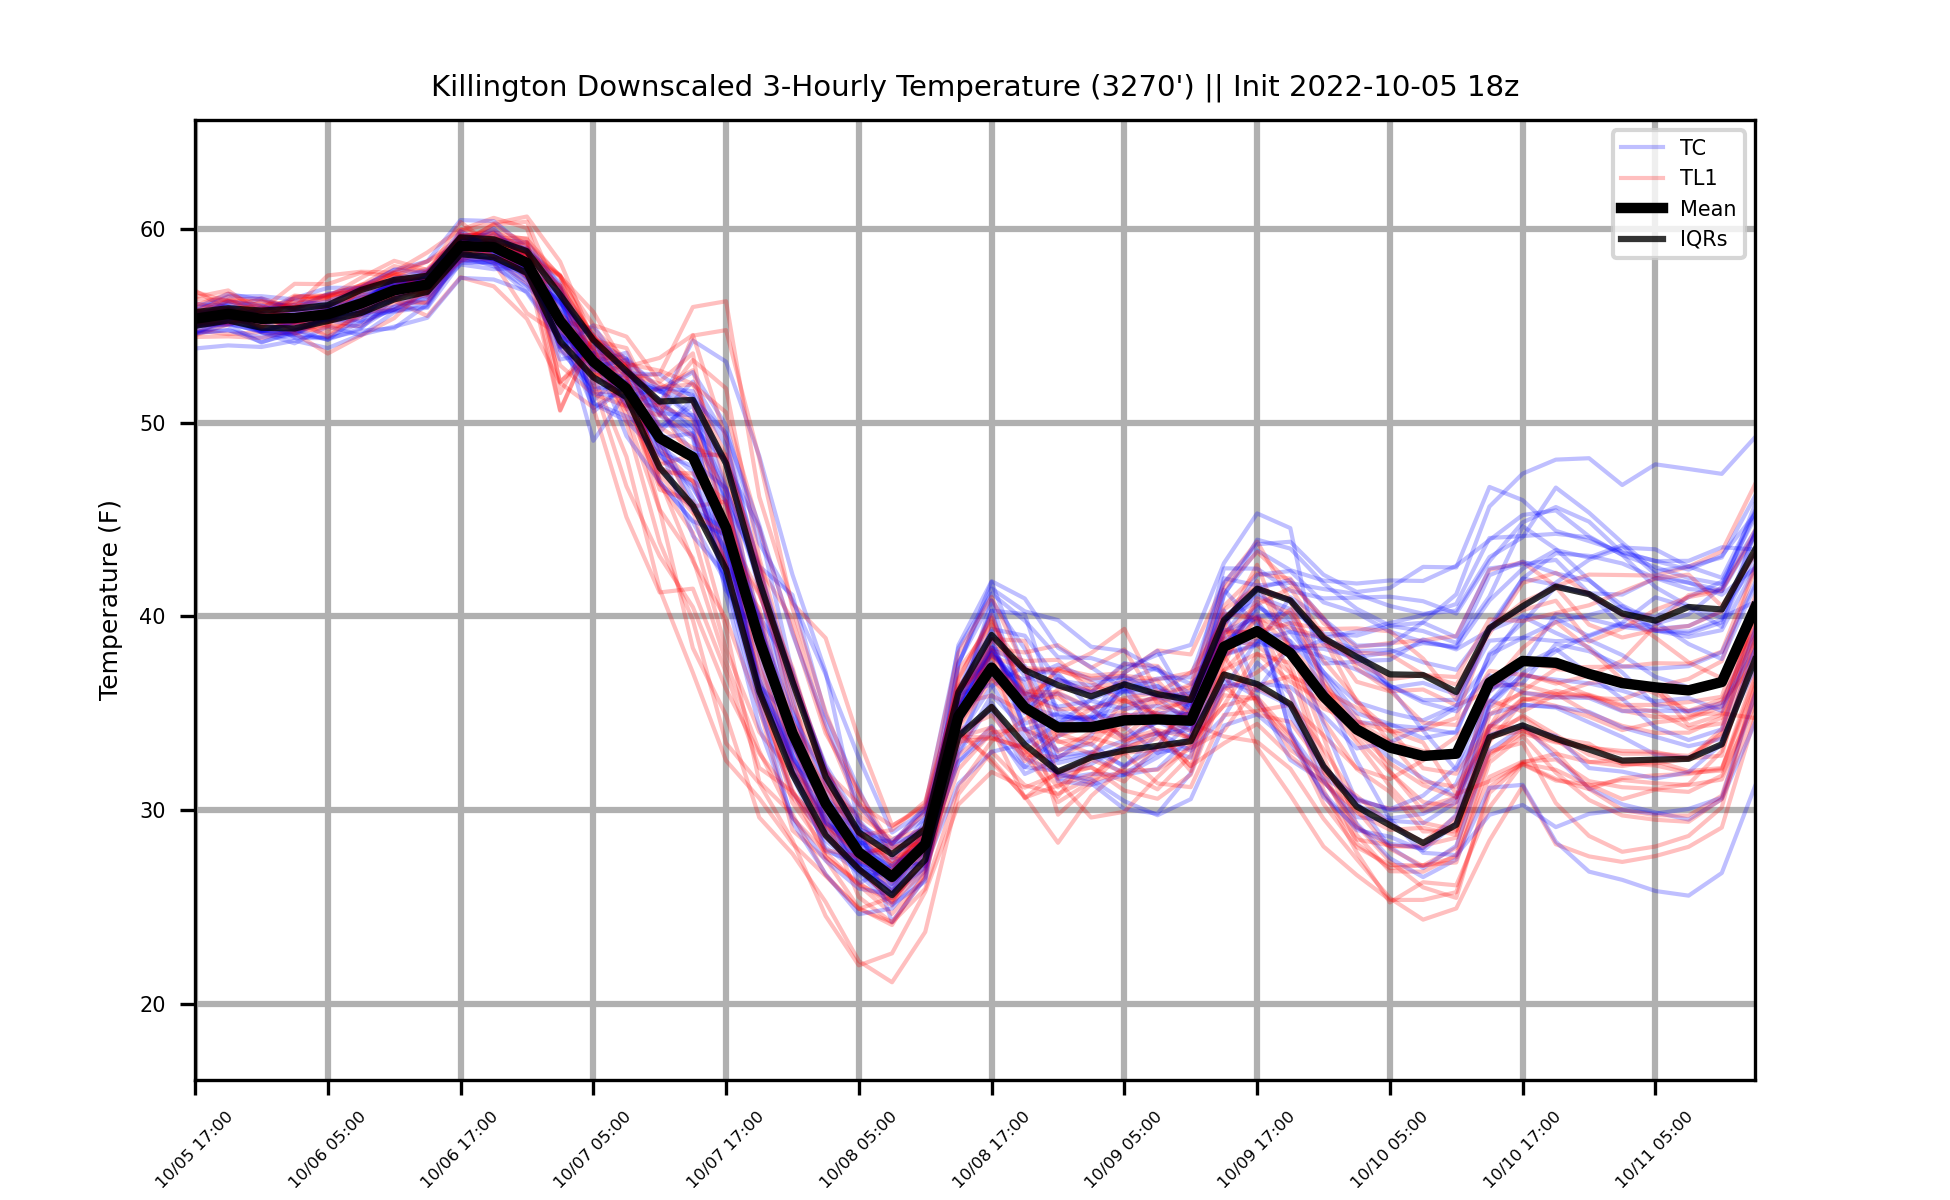 Killington Downscaled 3-Hourly Temperature (3270') || Init 2022-10-05 18z
TC
TL1
Mean
IQRs
Temperature (F)
60
50
40
30
20
10/05 17:00
10/06 05:00
10/06 17:00
10/07 05:00
10/07 17:00
10/08 05:00
10/08 17:00
10/09 05:00
10/09 17:00
10/10 05:00
10/10 17:00
10/11 05:00